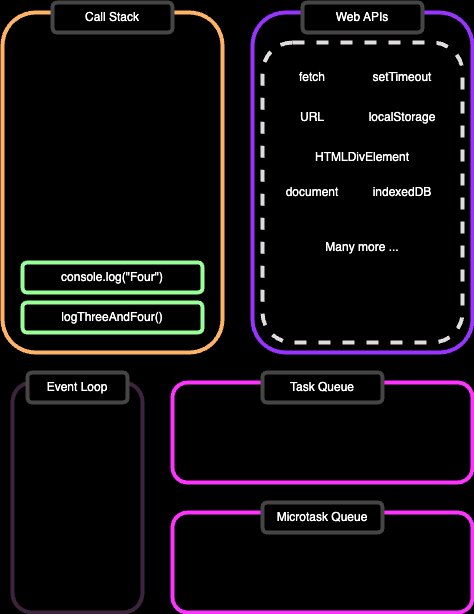 Call Stack
console.log("Four")
logThreeAndFour()
Web APIs
fetch setTimeout
URL localStorage
HTMLDivElement
document indexedDB
Many more ...
Event Loop
Task Queue
Microtask Queue